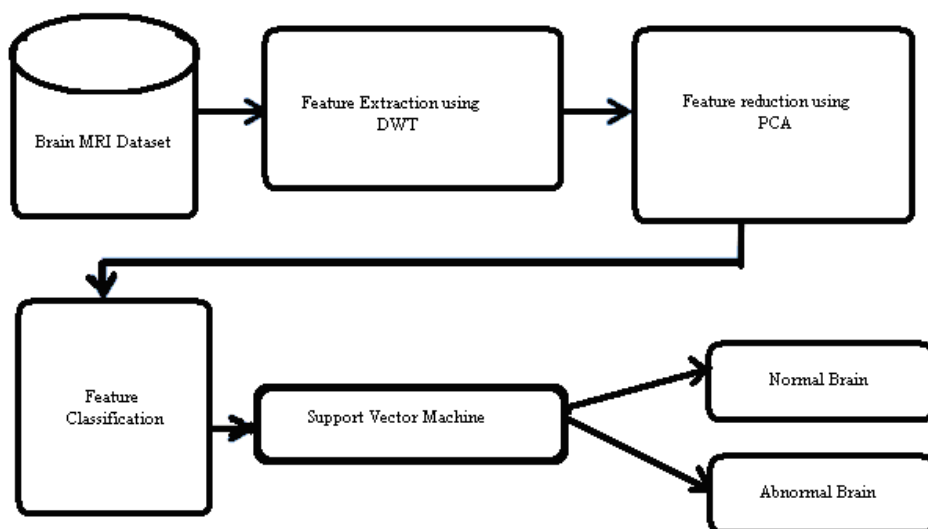 Brain MRI Dataset
Feature Extraction using
DWT
Feature reduction using
PCA
Feature
Classification
Support Vector Machine
Normal Brain
Abnormal Brain